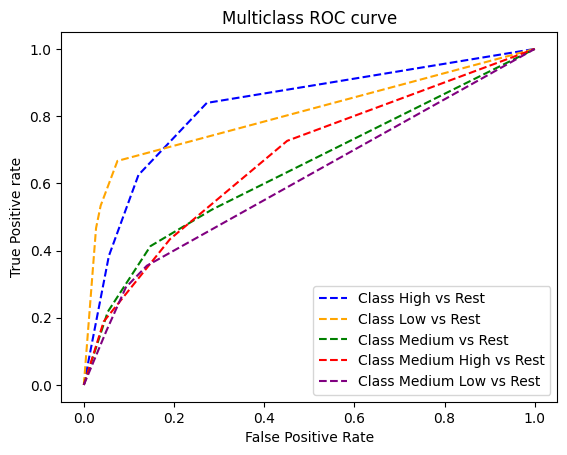 Multiclass ROC curve
True Positive rate
1.0
0.8
0.6
0.4
0.2
0.0
Class High vs Rest
Class Low vs Rest
Class Medium vs Rest
Class Medium High vs Rest
Class Medium Low vs Rest
0.0 0.2 0.4 0.6 0.8 1.0
False Positive Rate